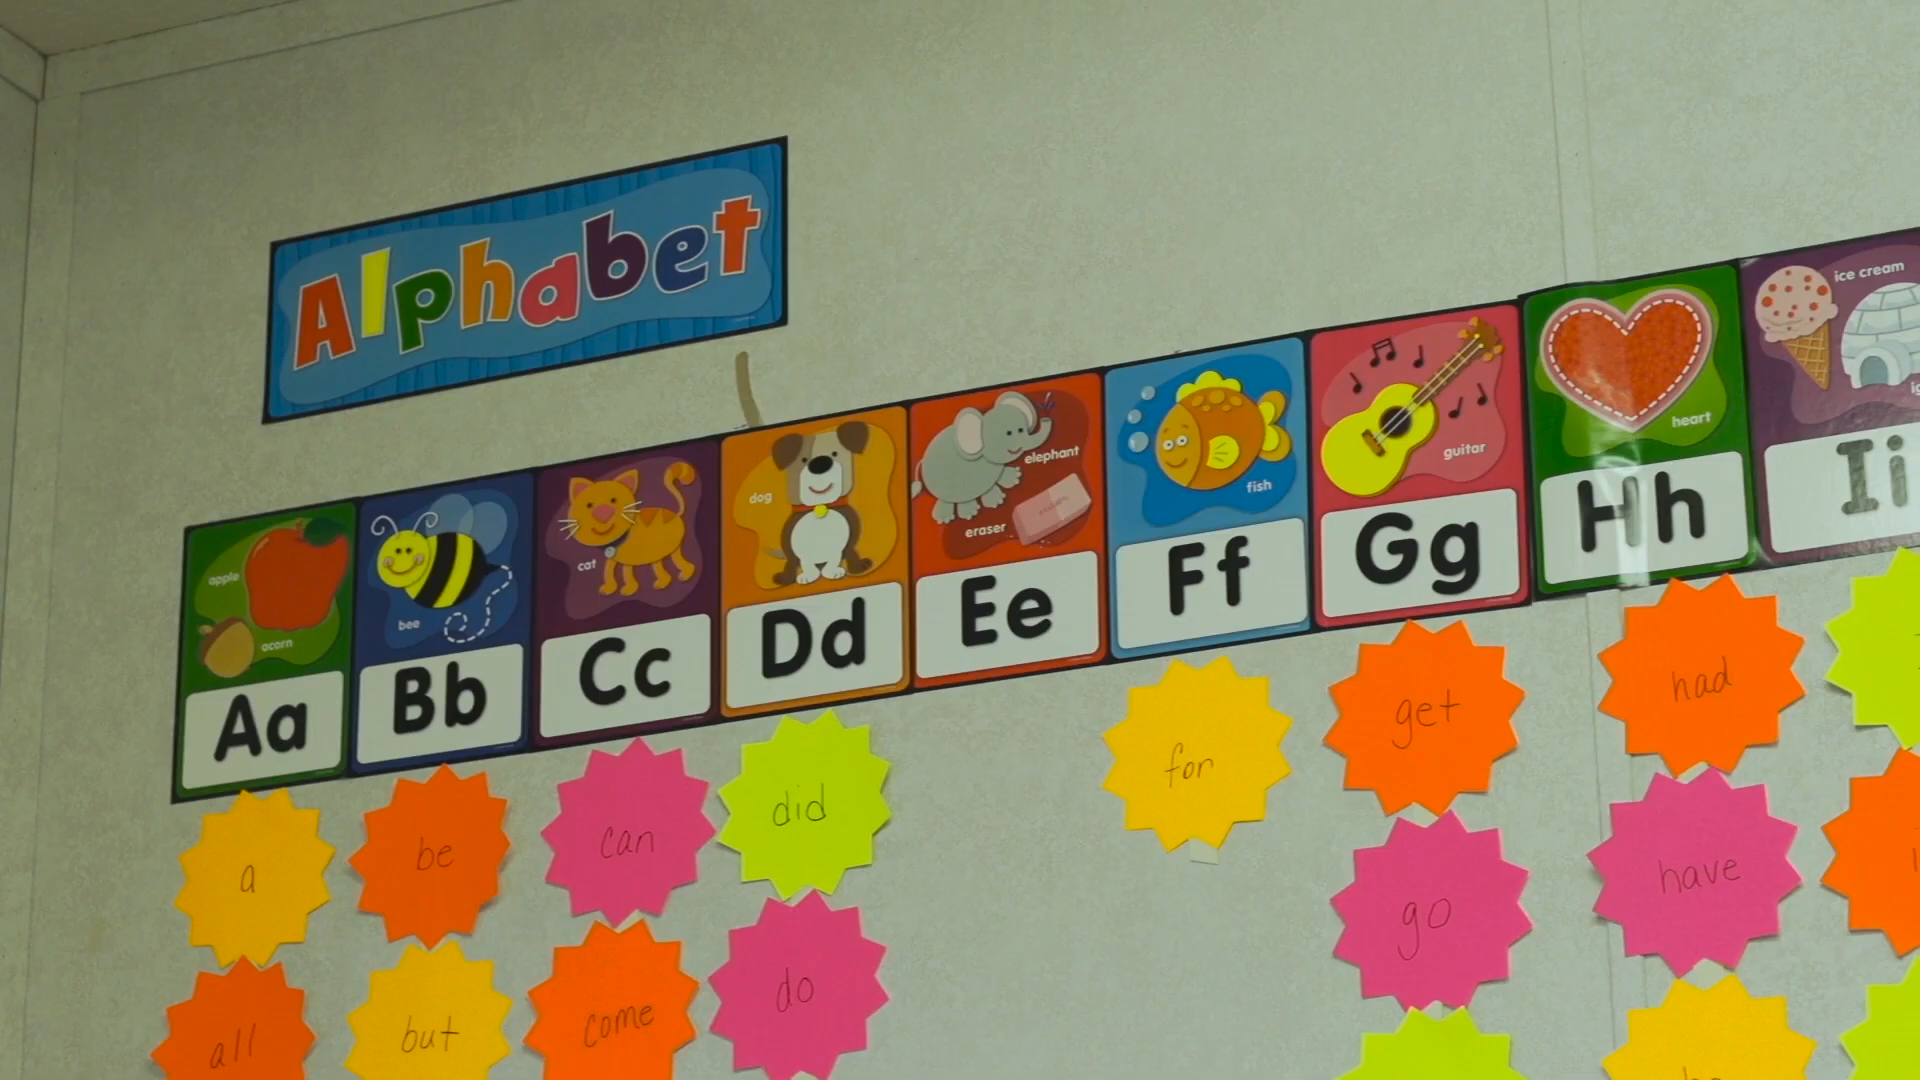 Alphabet
apple
acorn
Aa
bee
Bb
cat
Cc
dog
Dd
elephant
eraser
Ee
fish
Ff
guitar
Gg
heart
Hh
ice cream
Ii
a
be
can
did
for
get
had
all
but
come
do
go
have